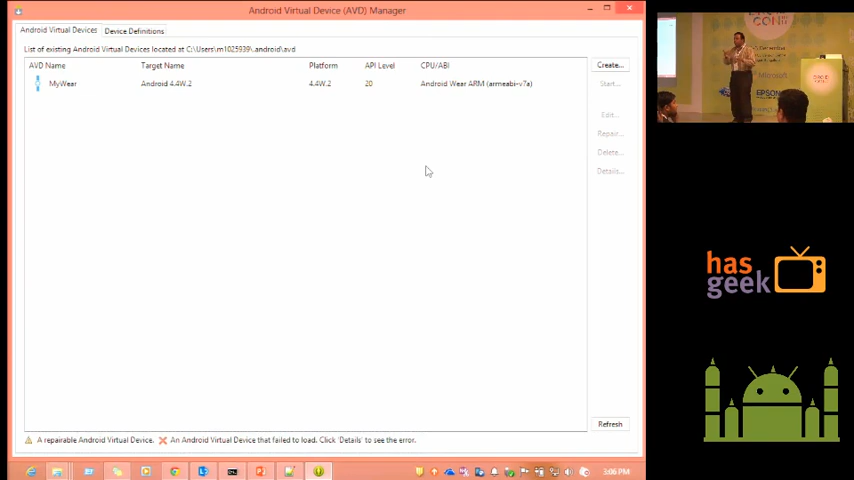 Android Virtual Device (AVD) Manager
Android Virtual Devices
Device Definitions
List of existing Android Virtual Devices located at C:\Users\m1025939\.android\avd
AVD Name Target Name Platform API Level CPU/ABI
MyWear Android 4.4W.2 4.4W.2 20 Android Wear ARM (armeabi-v7a)
Create...
Start...
Edit...
Repair...
Delete...
Details...
Refresh
A repairable Android Virtual Device. An Android Virtual Device that failed to load. Click 'Details' to see the error.
3:06 PM
CON
Microsoft
EPSON
has
geek